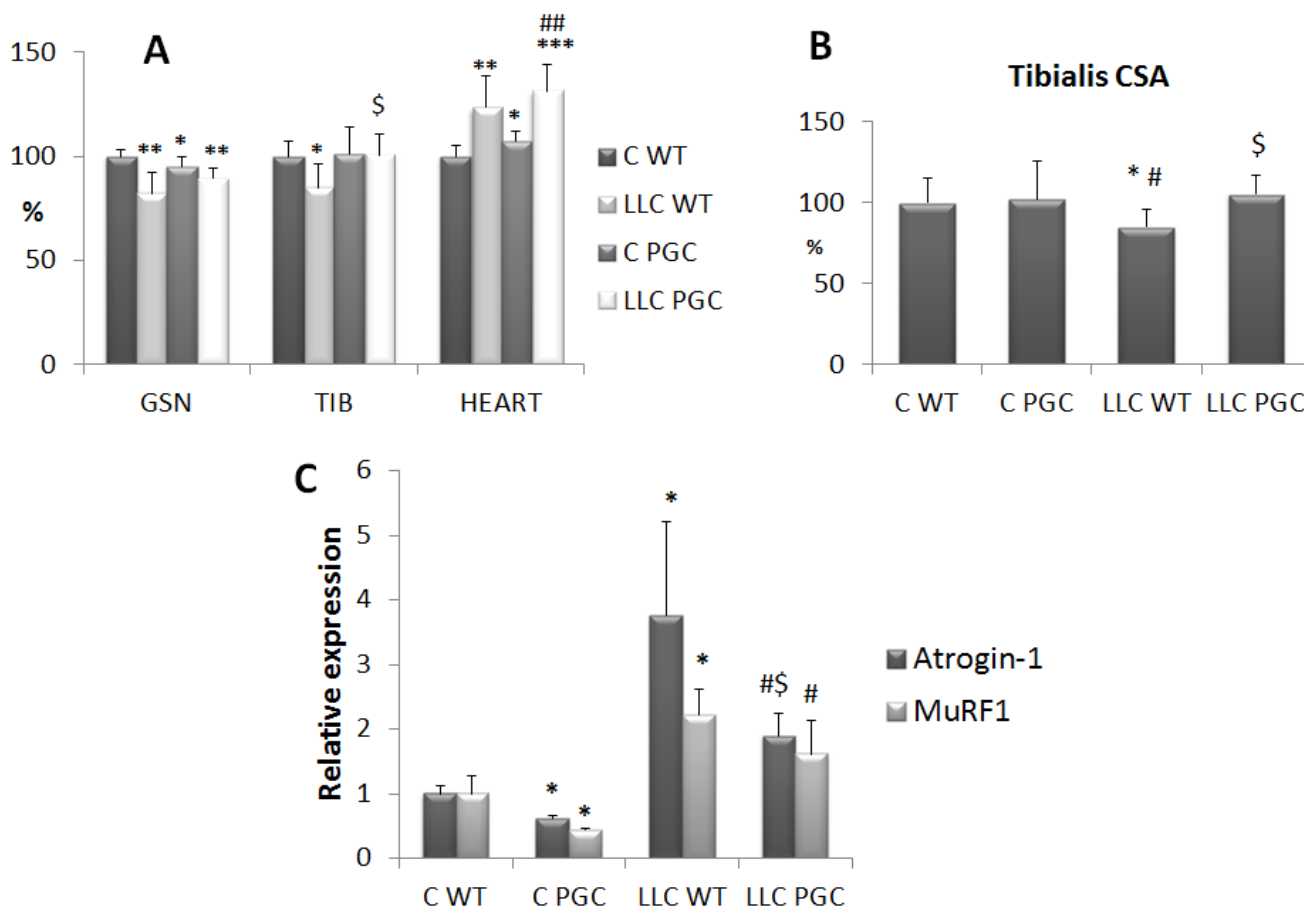 A
150
100
%
50
0
** * **
* $
** * ##
***
GSN TIB HEART
C WT
LLC WT
C PGC
LLC PGC
B
Tibialis CSA
150
100
%
50
0
* #
$
C WT C PGC LLC WT LLC PGC
C
Relative expression
6
5
4
3
2
1
0
* *
* *
#$ #
C WT C PGC LLC WT LLC PGC
Atrogin-1
MuRF1